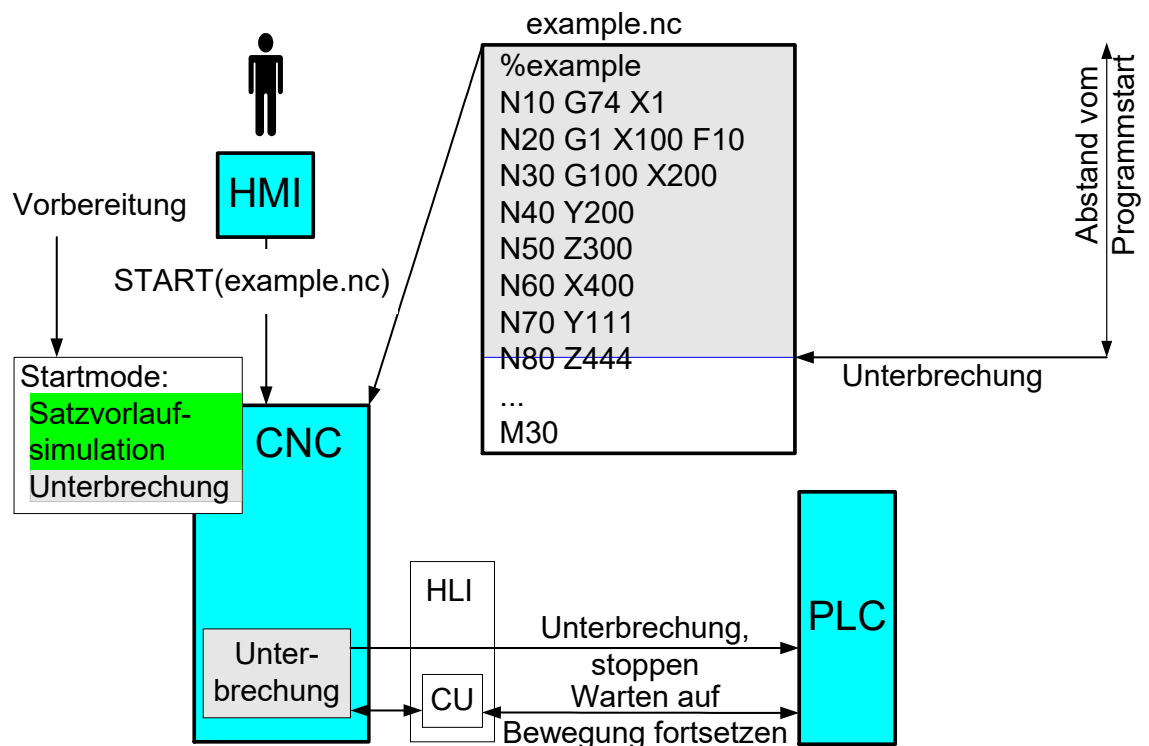 example.nc
%example
N10 G74 X1
N20 G1 X100 F10
N30 G100 X200
N40 Y200
N50 Z300
N60 X400
N70 Y111
N80 Z444
...
M30
Abstand vom
Programmstart
Unterbrechung
HMI
Vorbereitung
START(example.nc)
Startmode:
Satzvorlauf-
simulation
Unterbrechung
CNC
HLI
PLC
Unter-
brechung
CU
Unterbrechung,
stoppen
Warten auf
Bewegung fortsetzen